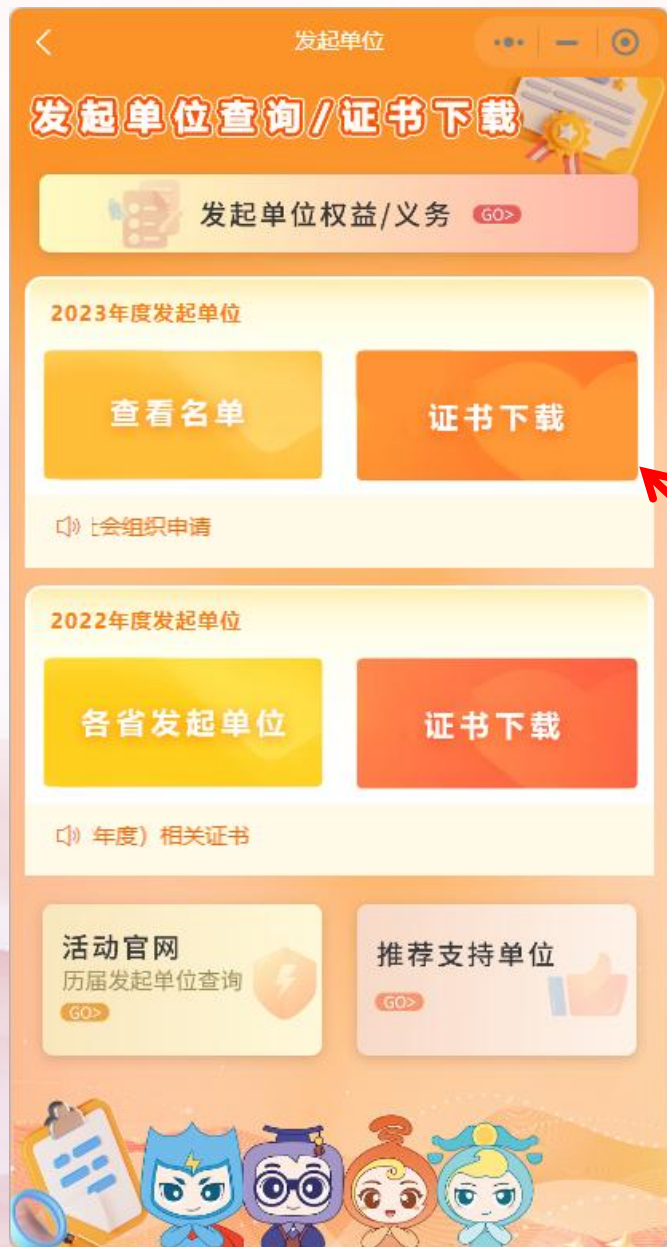 发起单位
发起单位查询/证书下载
发起单位权益/义务 GO>
2023年度发起单位
查看名单
证书下载
会组织申请
2022年度发起单位
各省发起单位
证书下载
年度）相关证书
活动官网
历届发起单位查询
GO>
推荐支持单位
GO>